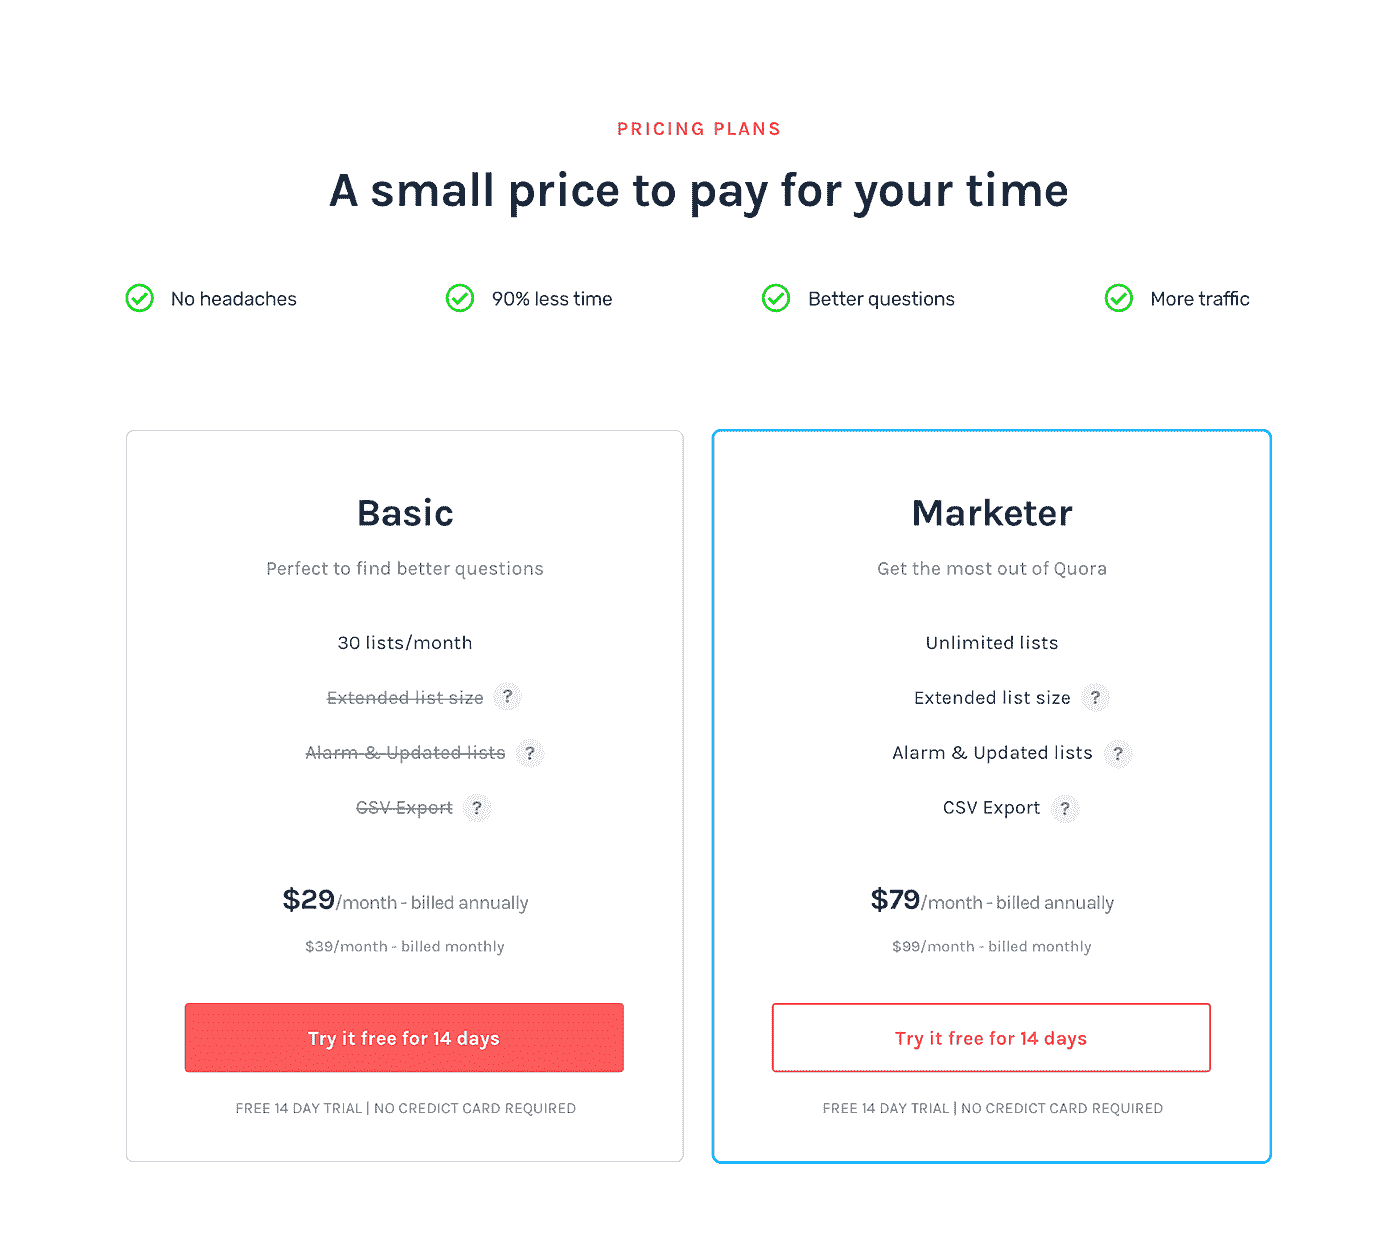 PRICING PLANS
A small price to pay for your time
No headaches
90% less time
Better questions
More traffic
Basic
Perfect to find better questions
30 lists/month
Extended list size ?
Alarm & Updated lists ?
CSV Export ?
$29/month - billed annually
$39/month - billed monthly
Try it free for 14 days
FREE 14 DAY TRIAL | NO CREDICT CARD REQUIRED
Marketer
Get the most out of Quora
Unlimited lists
Extended list size ?
Alarm & Updated lists ?
CSV Export ?
$79/month - billed annually
$99/month - billed monthly
Try it free for 14 days
FREE 14 DAY TRIAL | NO CREDICT CARD REQUIRED